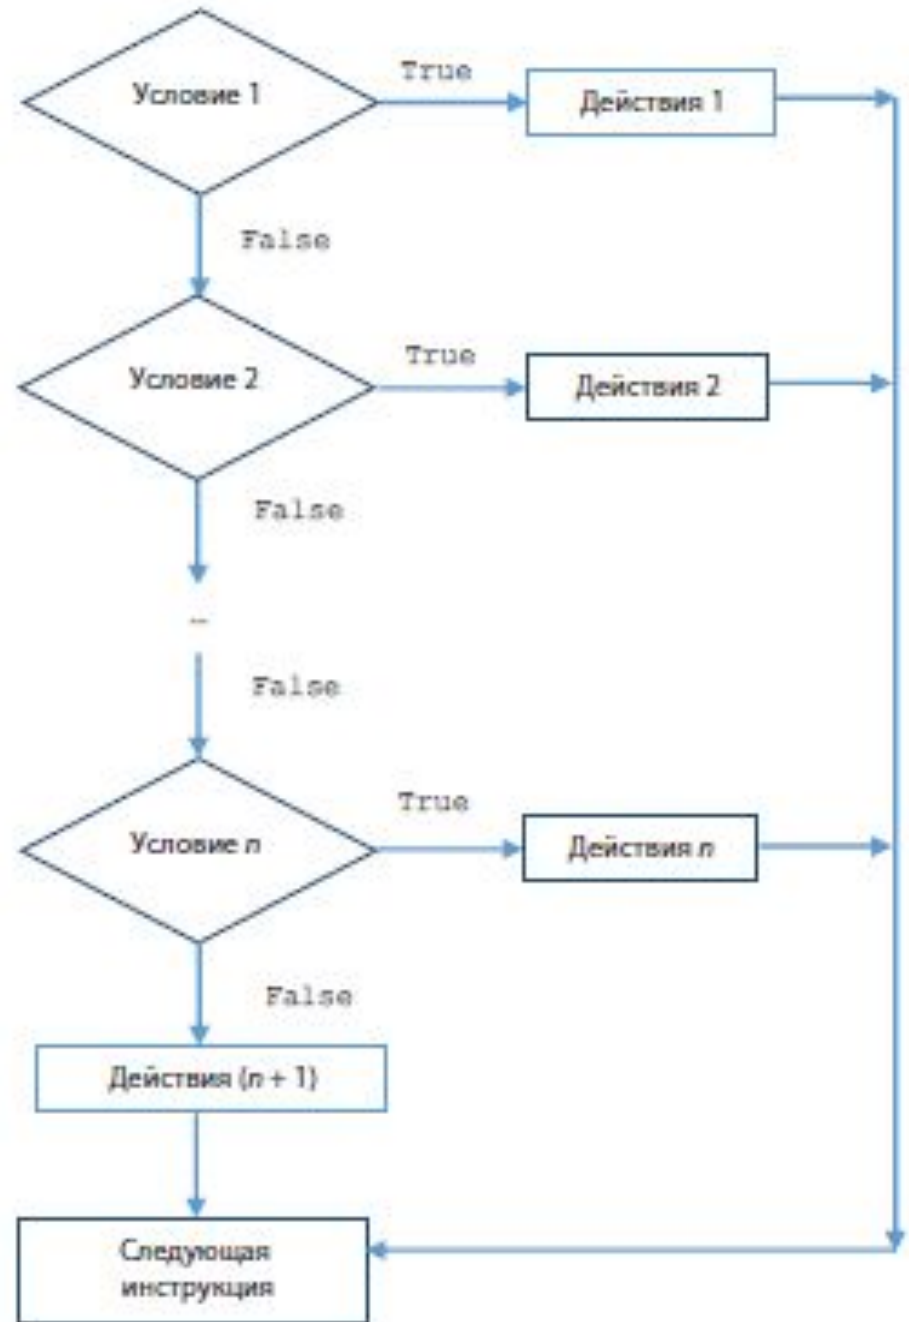 Условие 1
True
Действия 1
False
Условие 2
True
Действия 2
False
...
False
Условие n
True
Действия n
False
Действия (n + 1)
Следующая
инструкция